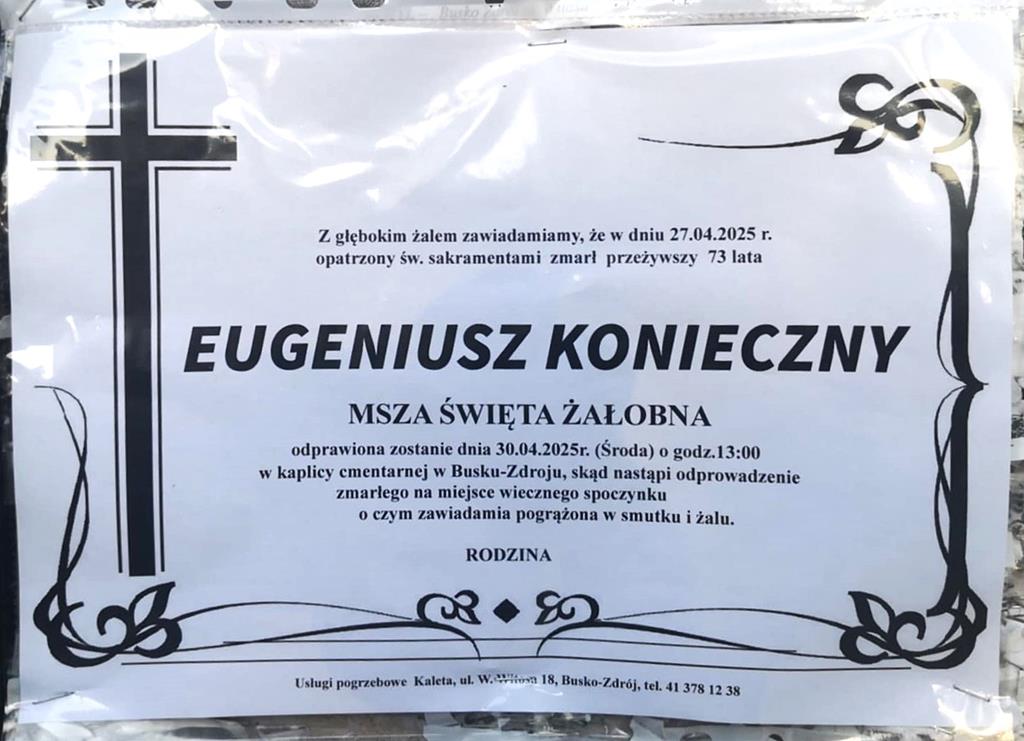 Z głębokim żalem zawiadamiamy, że w dniu 27.04.2025 r.
opatrzony św. sakramentami zmarł przeżywszy 73 lata
EUGENIUSZ KONIECZNY
MSZA ŚWIĘTA ŻAŁOBNA
odprawiona zostanie dnia 30.04.2025r. (Środa) o godz.13:00
w kaplicy cmentarnej w Busku-Zdroju, skąd nastąpi odprowadzenie
zmarłego na miejsce wiecznego spoczynku
o czym zawiadamia pogrążona w smutku i żalu.
RODZINA
Usługi pogrzebowe Kaleta, ul. W. Witosa 18, Busko-Zdrój, tel. 41 378 12 38